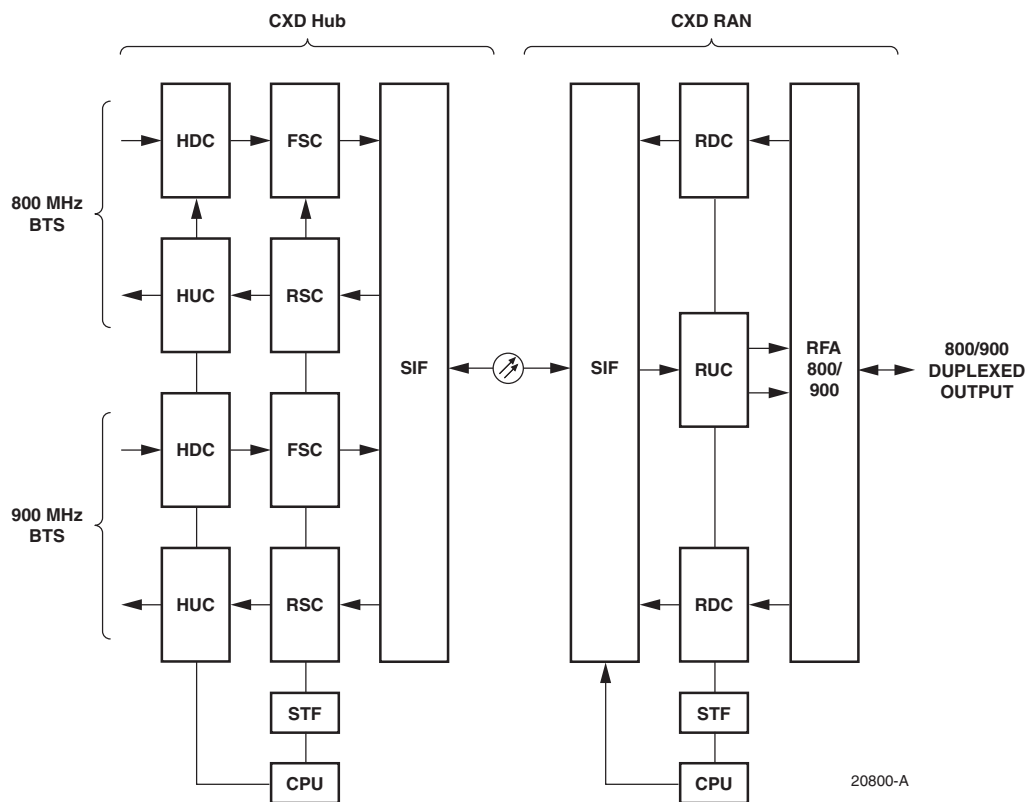 CXD Hub
CXD RAN
HDC
FSC
RDC
800 MHz
BTS
HUC
RSC
SIF
SIF
RUC
RFA
800/
900
800/900
DUPLEXED
OUTPUT
HDC
FSC
900 MHz
BTS
HUC
RSC
RDC
STF
STF
CPU
CPU
20800-A